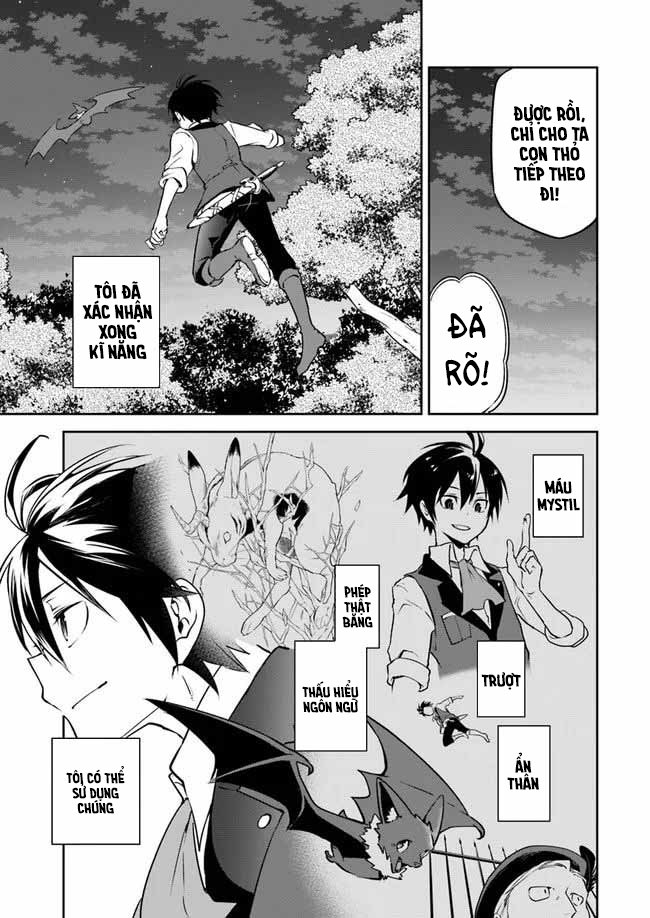 ĐƯỢC RỒI,
CHỈ CHO TA
CON THỎ
TIẾP THEO
ĐI!
ĐÃ
RÕ!
TÔI ĐÃ
XÁC NHẬN
XONG
KĨ NĂNG
MÁU
MYSTIL
PHÉP
THẬT
BĂNG
TRƯỢT
THẤU HIỂU
NGÔN NGỮ
ẨN
THÂN
TÔI CÓ THỂ
SỬ DỤNG
CHÚNG